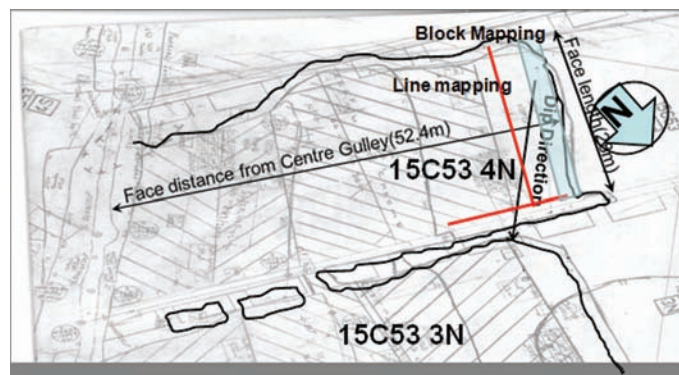 Block Mapping
Line mapping
Face length(29m)
N
Dip Direction
Face distance from Centre Gulley(52.4m)
15C53 4N
15C53 3N